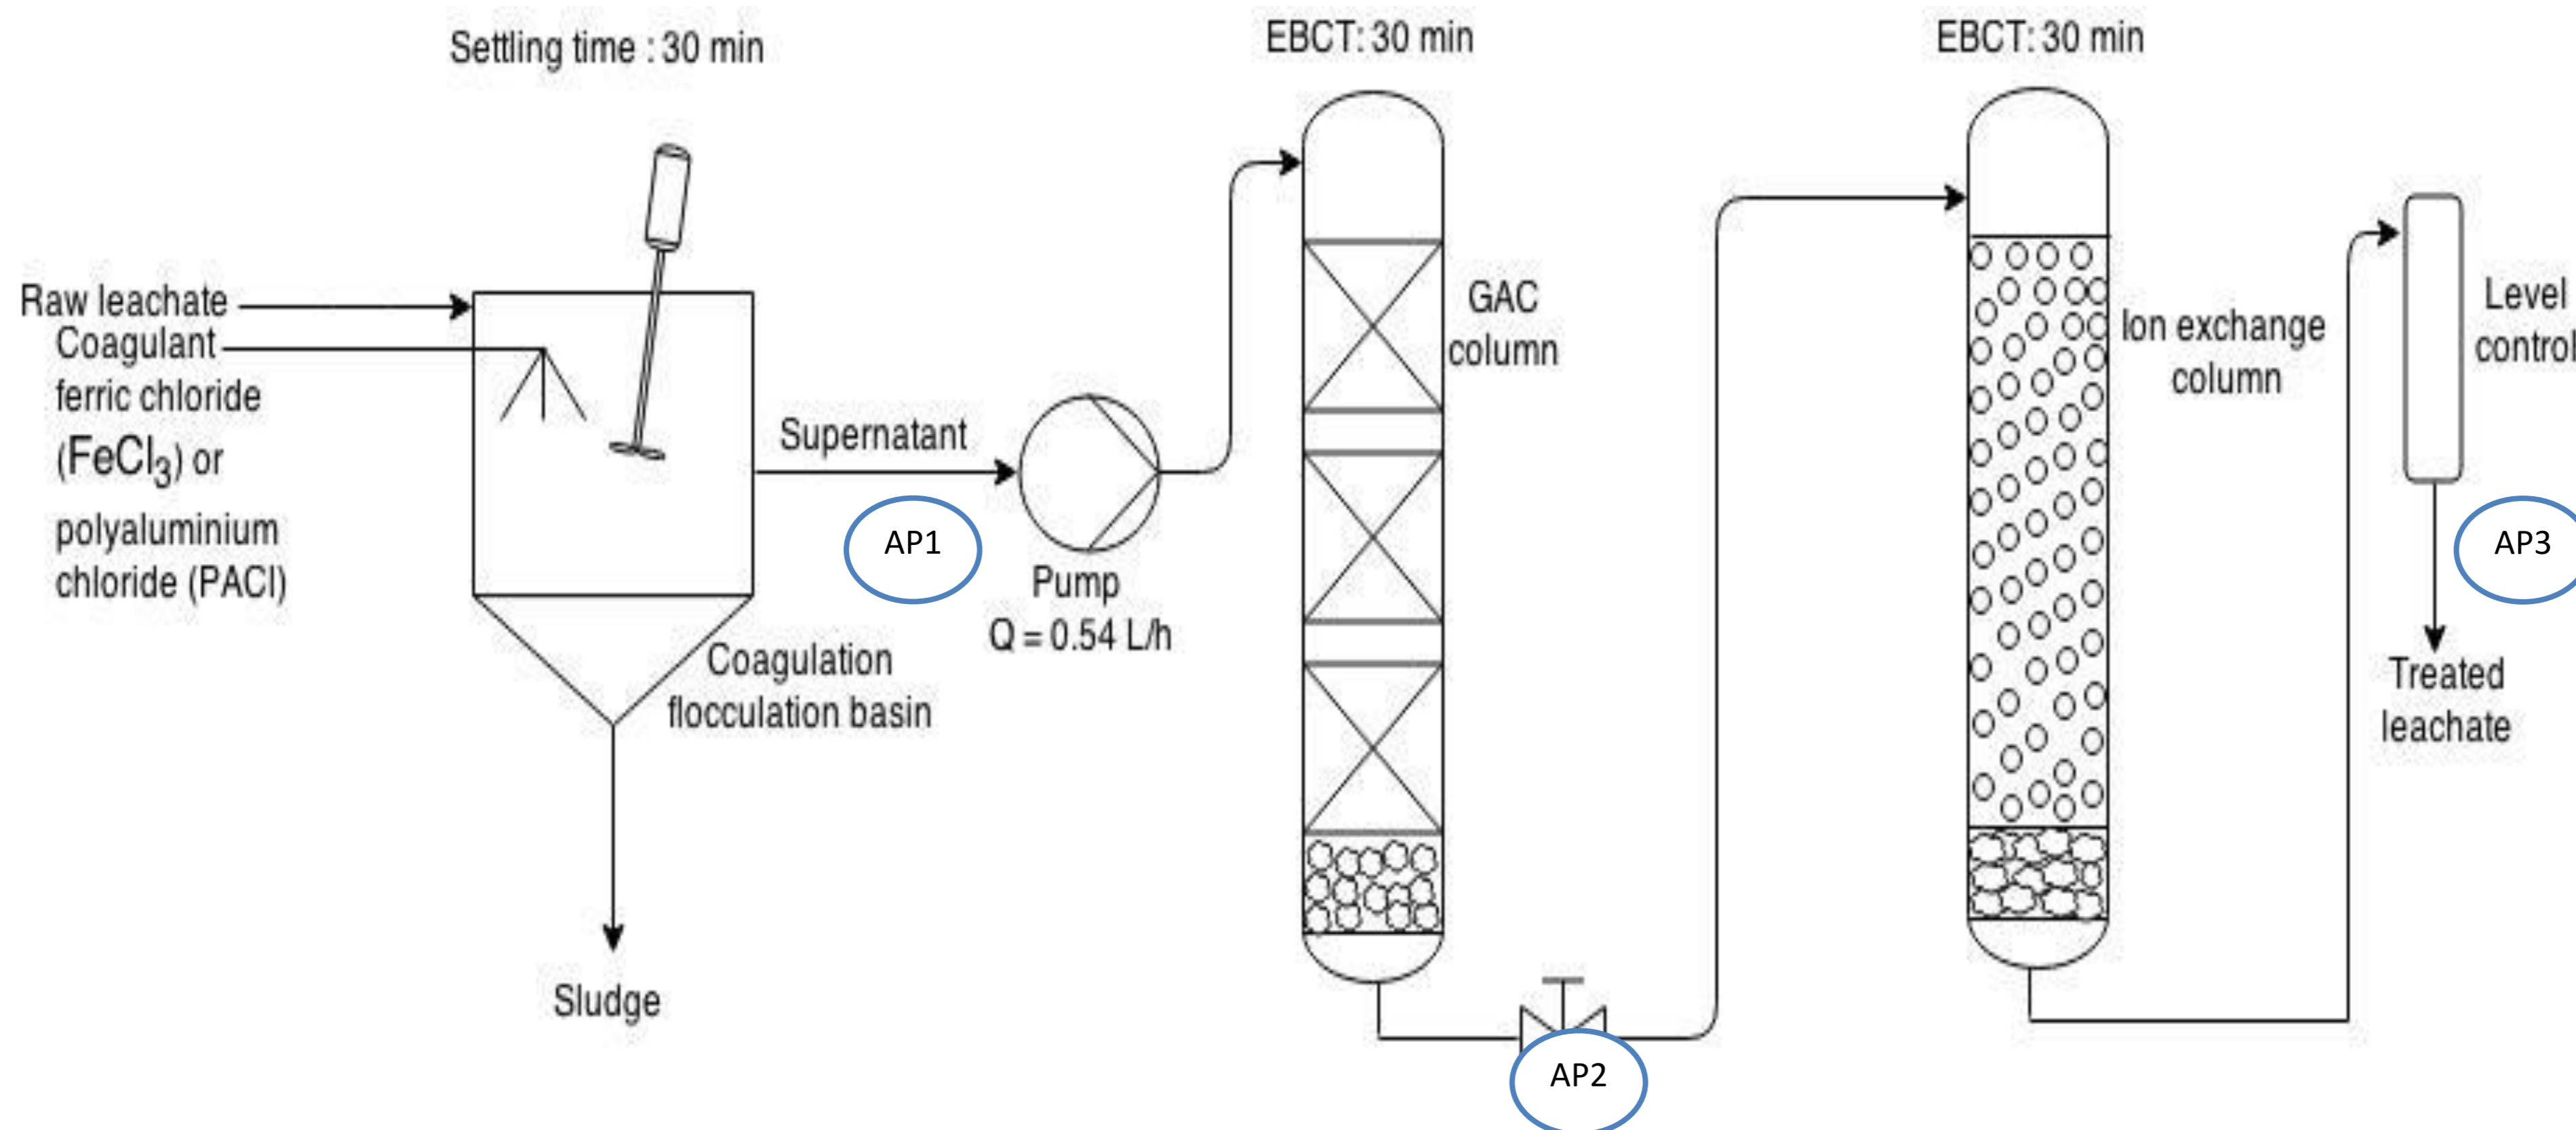 Settling time : 30 min
EBCT: 30 min
EBCT: 30 min
Raw leachate
Coagulant
ferric chloride
(FeCl3) or
polyaluminium
chloride (PACl)
Supernatant
AP1
Pump
Q = 0.54 L/h
Coagulation
flocculation basin
Sludge
GAC
column
AP2
Ion exchange
column
Level
control
AP3
Treated
leachate